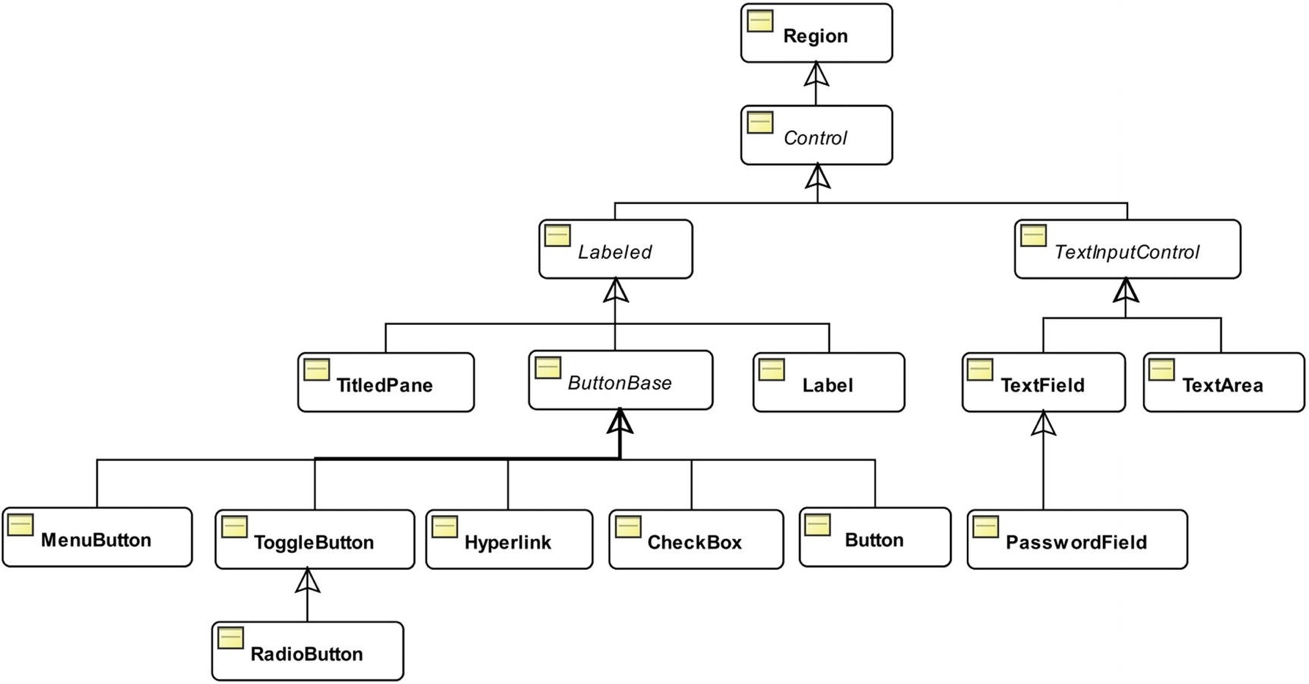 Region
Control
Labeled
TextInputControl
TitledPane
ButtonBase
Label
TextField
TextArea
MenuButton
ToggleButton
Hyperlink
CheckBox
Button
PasswordField
RadioButton